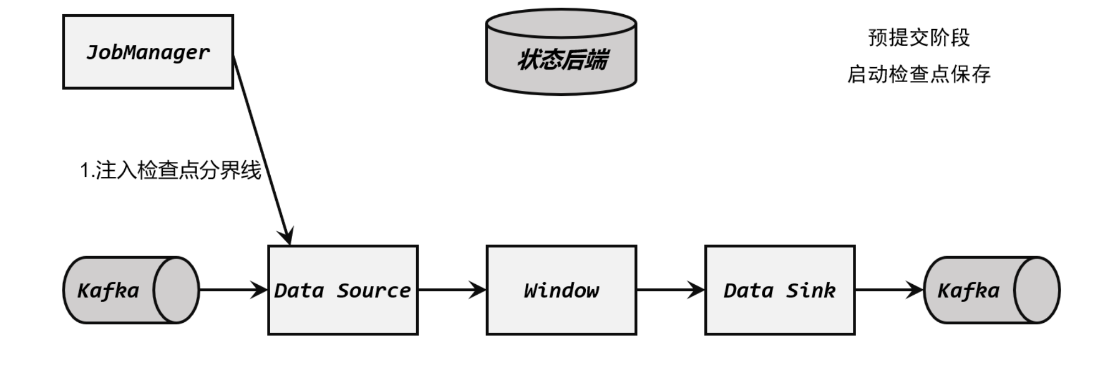 JobManager
状态后端
预提交阶段
启动检查点保存
1.注入检查点分界线
Kafka
Data Source
Window
Data Sink
Kafka